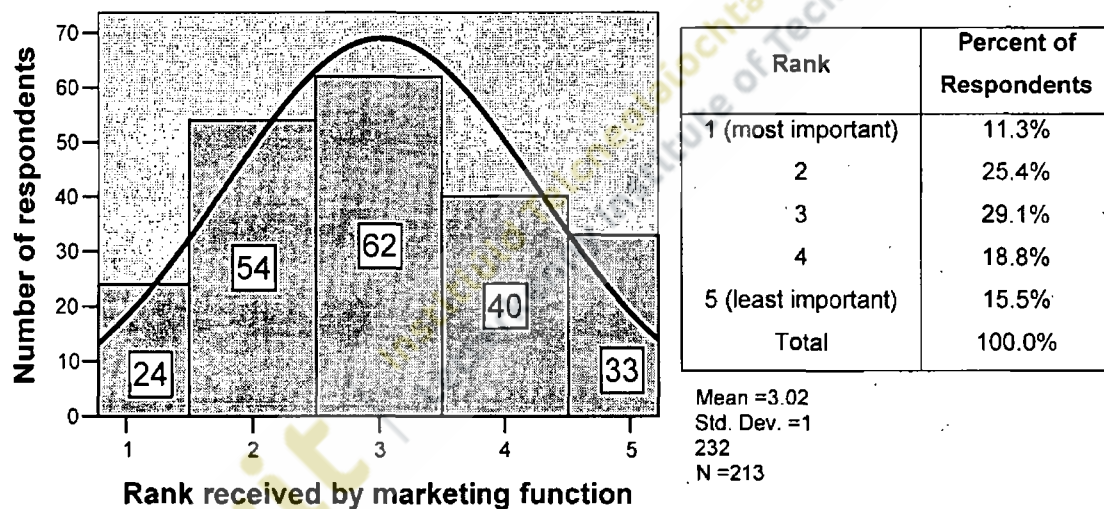 Number of respondents
70
60
50
40
30
20
10
0
24
54
62
40
33
1 2 3 4 5
Rank received by marketing function
Rank Percent of Respondents
1 (most important) 11.3%
2 25.4%
3 29.1%
4 18.8%
5 (least important) 15.5%
Total 100.0%
Mean =3.02
Std. Dev. =1
232
N =213